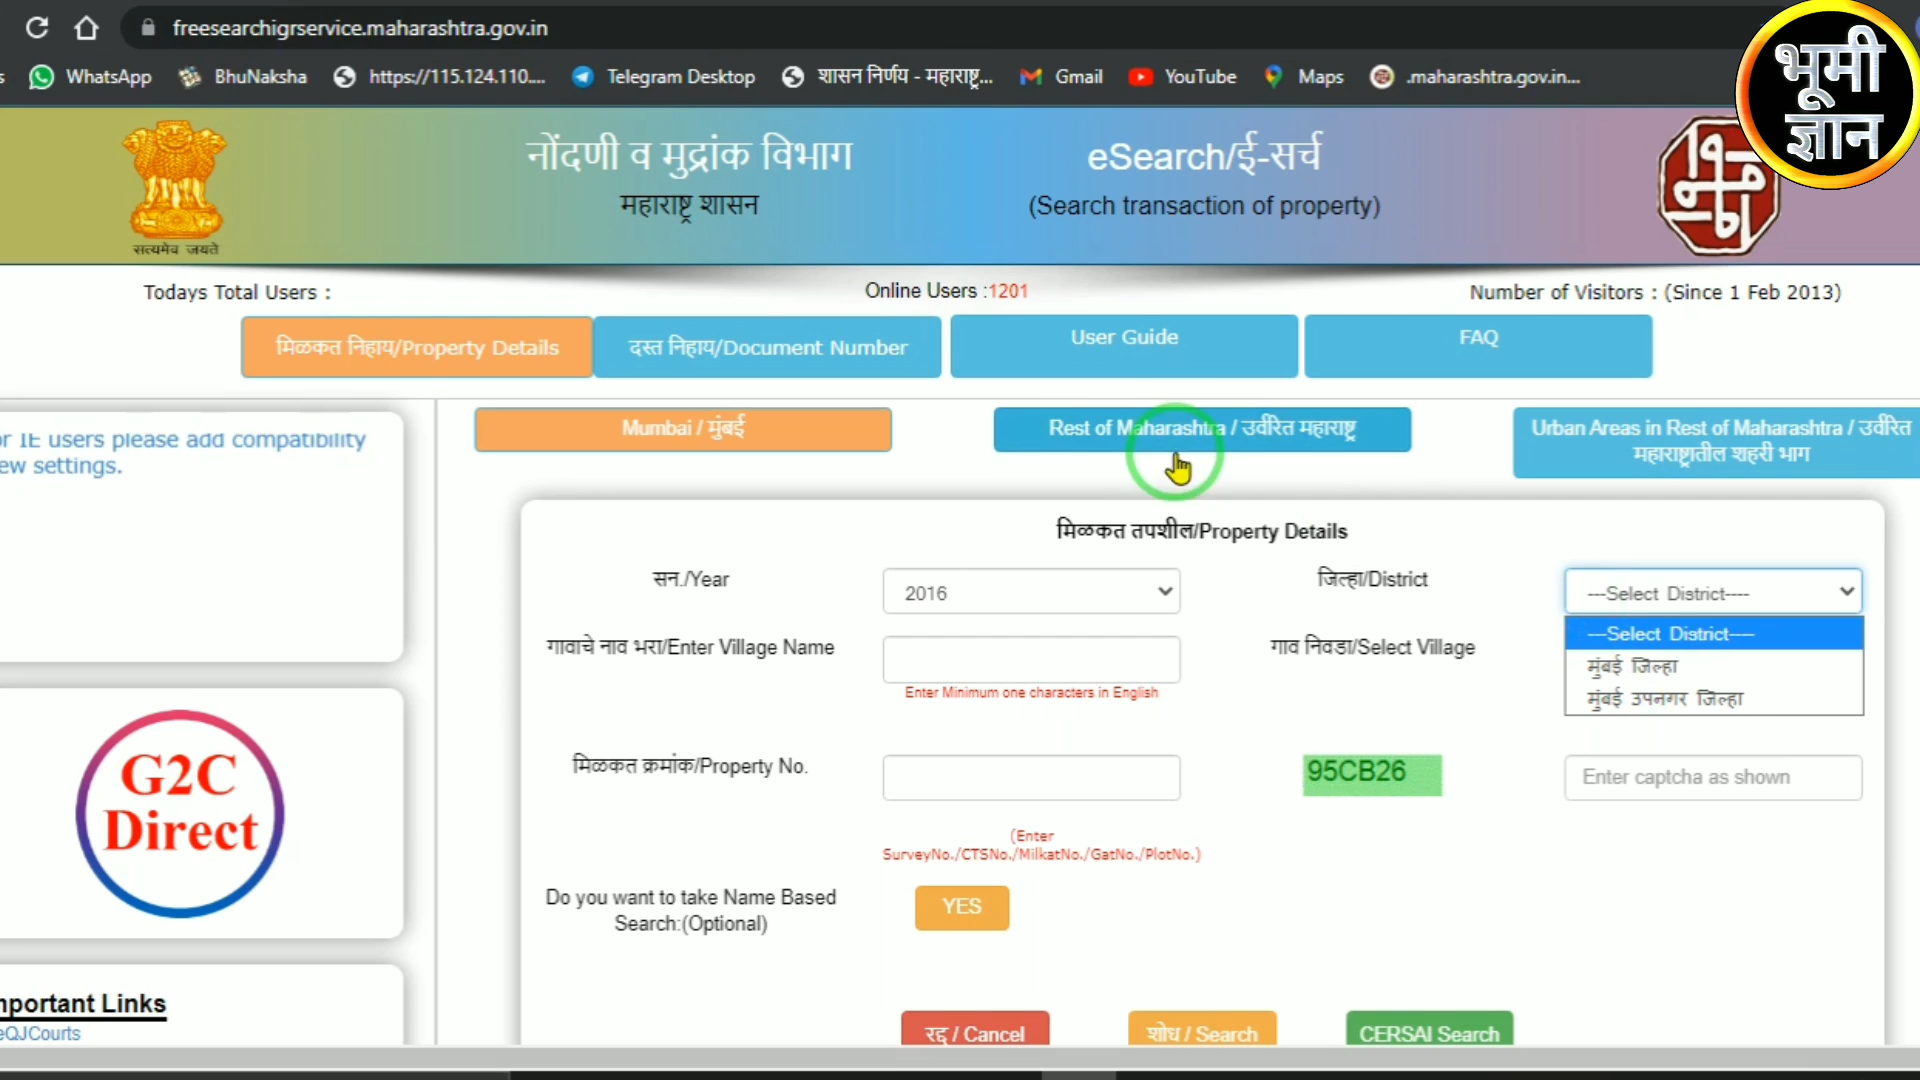 freesearchigrservice.maharashtra.gov.in
s WhatsApp BhuNaksha https://115.124.110.... Telegram Desktop शासन निर्णय - महाराष्ट्र... Gmail YouTube Maps .maharashtra.gov.in...
भूमी
ज्ञान
नोंदणी व मुद्रांक विभाग
महाराष्ट्र शासन
eSearch/ई-सर्च
(Search transaction of property)
सत्यमेव जयते
Todays Total Users :
Online Users :1201
Number of Visitors : (Since 1 Feb 2013)
मिळकत निहाय/Property Details
दस्त निहाय/Document Number
User Guide
FAQ
or IE users please add compatibility
ew settings.
Mumbai / मुंबई
Rest of Maharashtra / उर्वरित महाराष्ट्र
Urban Areas in Rest of Maharashtra / उर्वरित
महाराष्ट्रातील शहरी भाग
मिळकत तपशील/Property Details
सन./Year
2016
जिल्हा/District
---Select District----
---Select District----
मुंबई जिल्हा
मुंबई उपनगर जिल्हा
गावाचे नाव भरा/Enter Village Name
Enter Minimum one characters in English
गाव निवडा/Select Village
मिळकत क्रमांक/Property No.
95CB26
Enter captcha as shown
(Enter
SurveyNo./CTSNo./MilkatNo./GatNo./PlotNo.)
Do you want to take Name Based
Search:(Optional)
YES
G2C
Direct
mportant Links
eQJCourts
रद्द / Cancel
शोध / Search
CERSAI Search